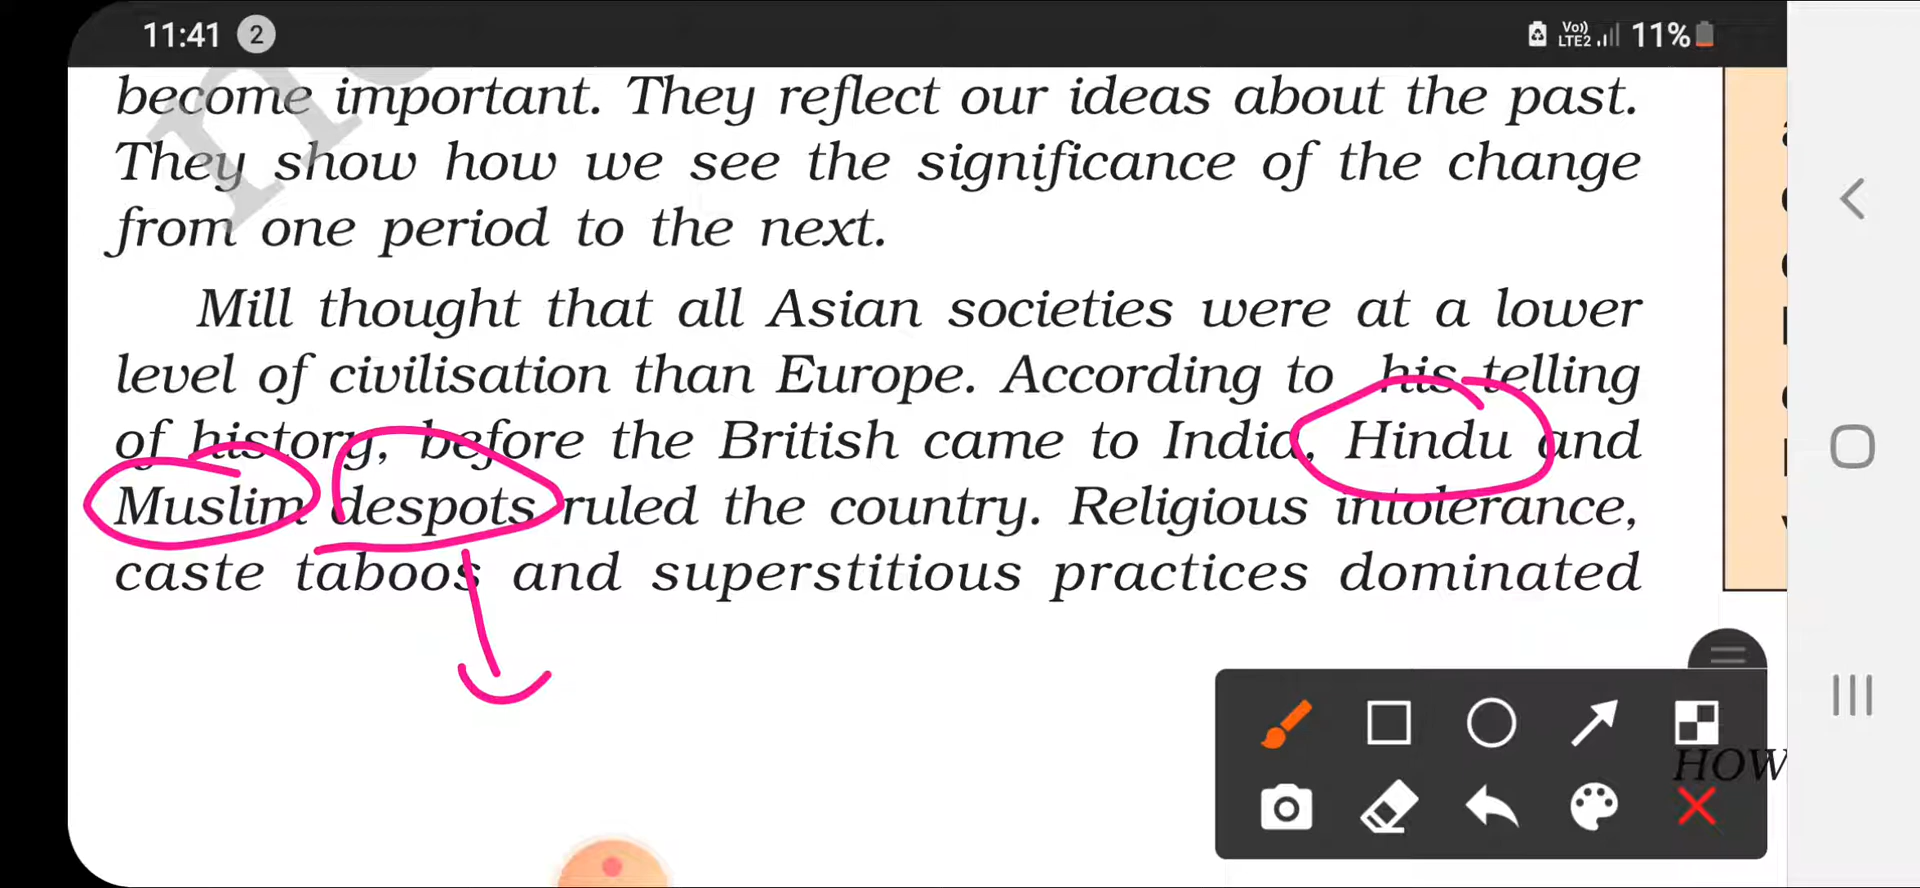 11:41 2 Vo)) LTE2 11%
become important. They reflect our ideas about the past.
They show how we see the significance of the change
from one period to the next.
Mill thought that all Asian societies were at a lower
level of civilisation than Europe. According to his telling
of history, before the British came to India, Hindu and
Muslim despots ruled the country. Religious intolerance,
caste taboos and superstitious practices dominated
HOW